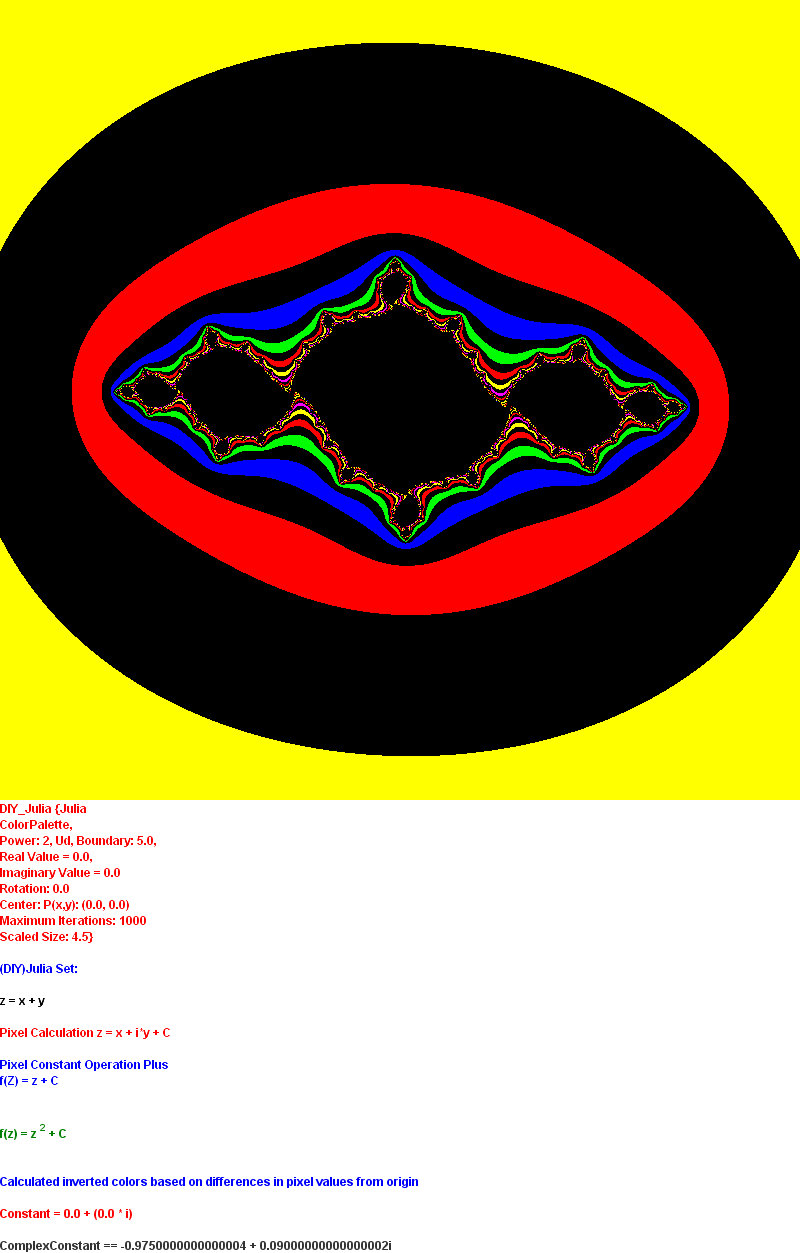 DIY_Julia {Julia
ColorPalette,
Power: 2, Ud, Boundary: 5.0,
Real Value = 0.0,
Imaginary Value = 0.0
Rotation: 0.0
Center: P(x,y): (0.0, 0.0)
Maximum Iterations: 1000
Scaled Size: 4.5}
(DIY)Julia Set:
z = x + y
Pixel Calculation z = x + i*y + C
Pixel Constant Operation Plus
f(Z) = z + C
f(z) = z 2 + C
Calculated inverted colors based on differences in pixel values from origin
Constant = 0.0 + (0.0 * i)
ComplexConstant == -0.9750000000000004 + 0.09000000000000002i